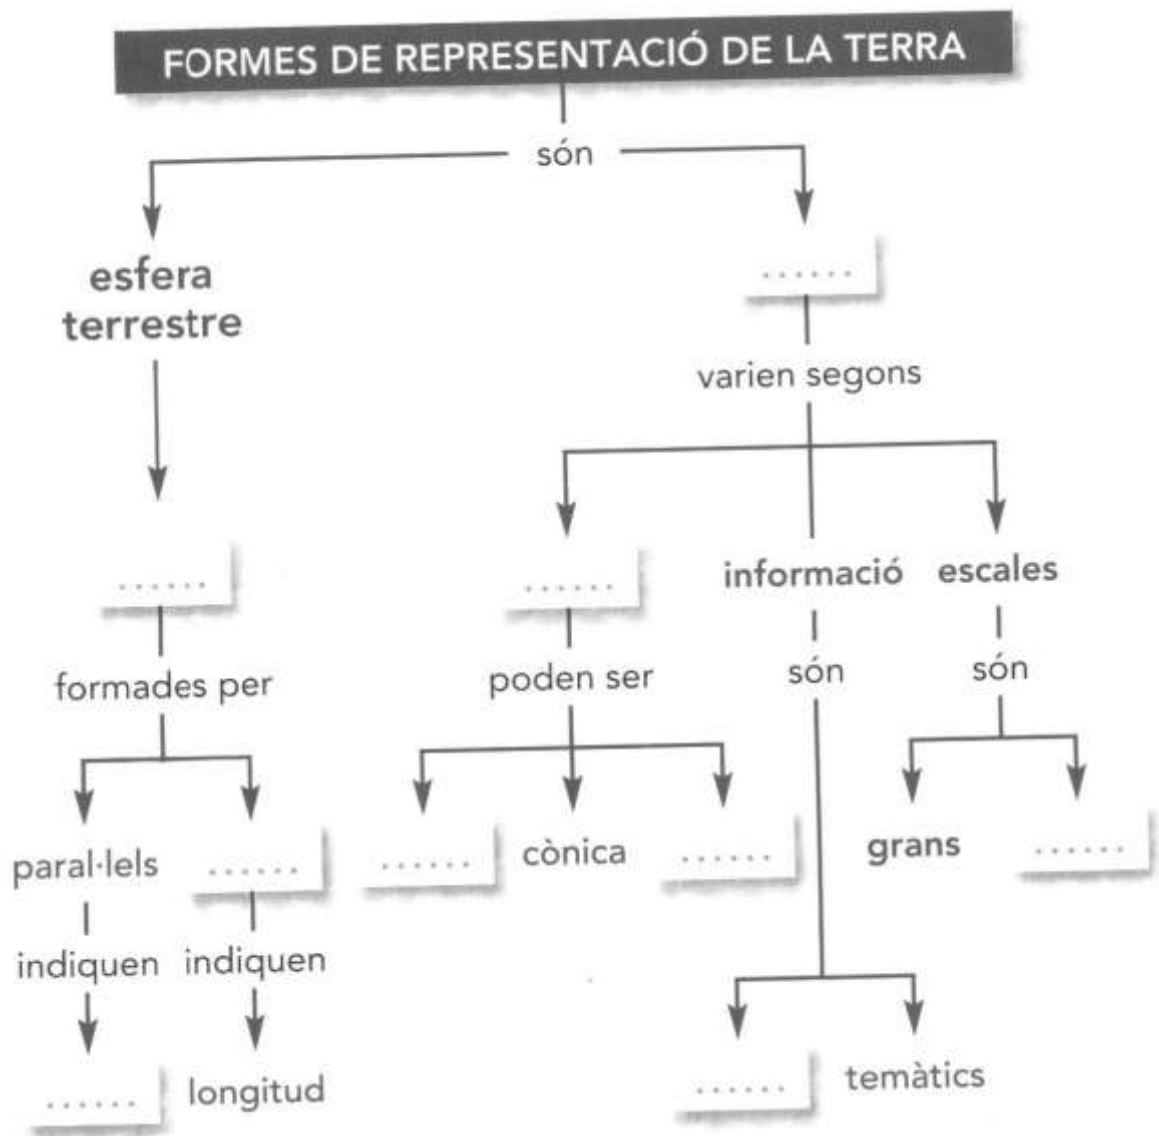 FORMES DE REPRESENTACIÓ DE LA TERRA
són
esfera
terrestre
......
varien segons
......
......
informació
escales
formades per
poden ser
són
són
paral·lels
......
......
cònica
......
grans
......
indiquen
indiquen
......
longitud
......
temàtics